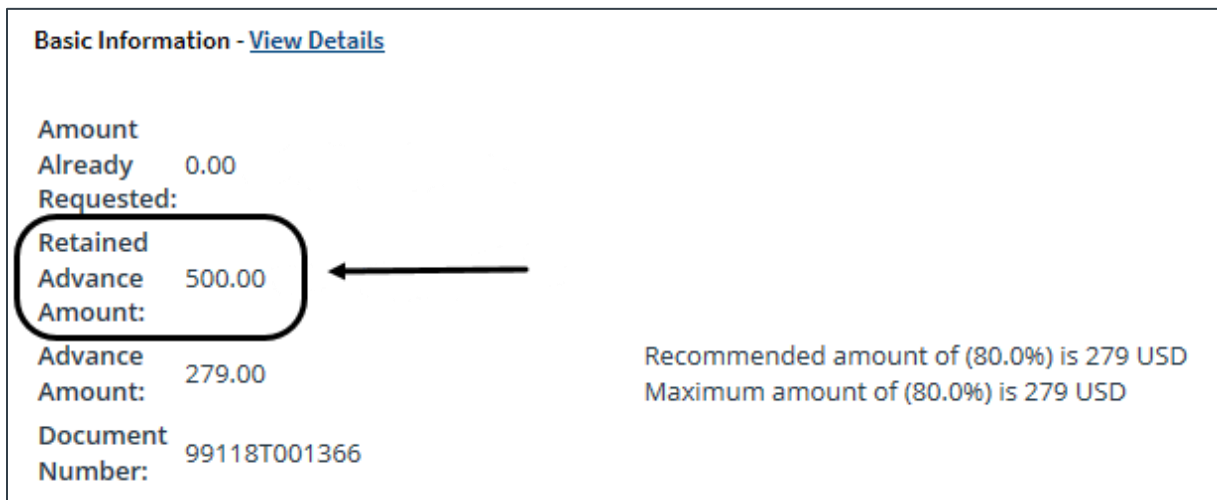 Basic Information - View Details
Amount
Already 0.00
Requested:
Retained
Advance 500.00
Amount:
Advance
Amount: 279.00
Recommended amount of (80.0%) is 279 USD
Maximum amount of (80.0%) is 279 USD
Document
Number: 99118T001366